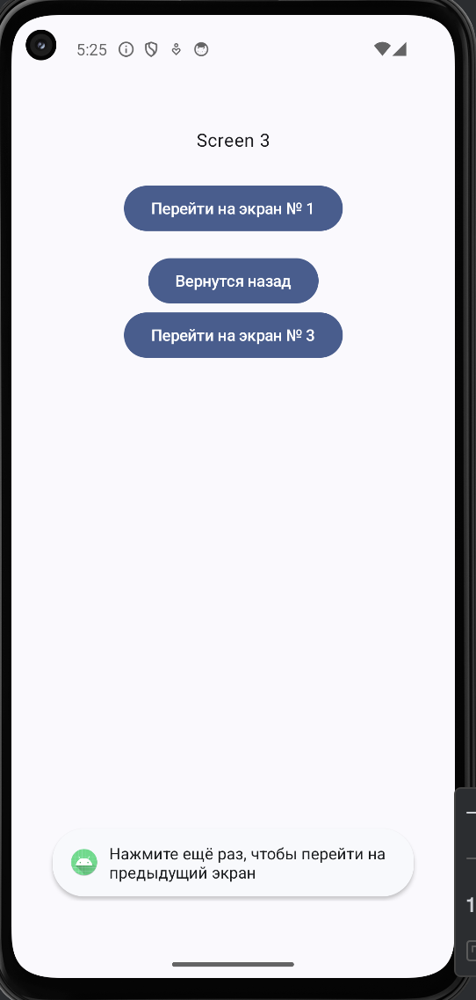 5:25
Screen 3
Перейти на экран № 1
Вернутся назад
Перейти на экран № 3
Нажмите ещё раз, чтобы перейти на
предыдущий экран
1